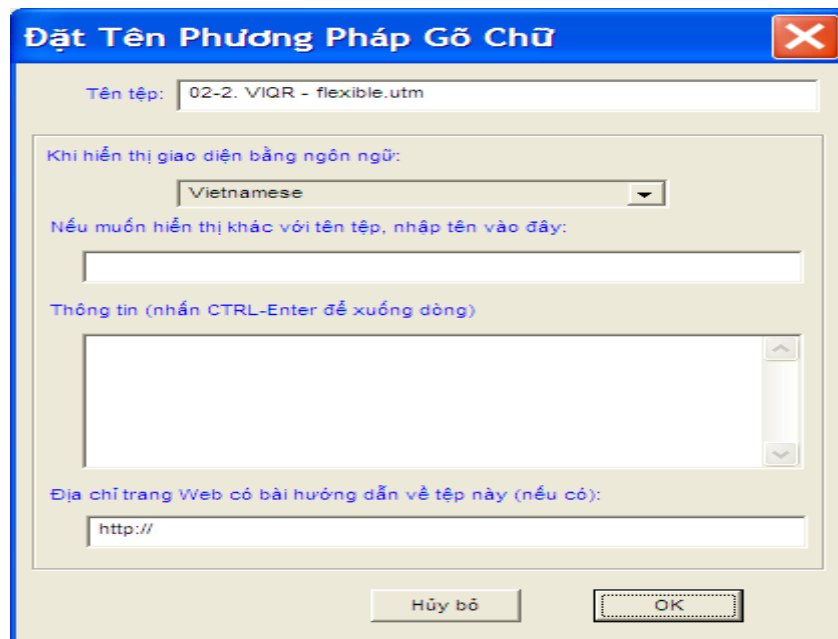 Đặt Tên Phương Pháp Gõ Chữ
Tên tệp: 02-2. VIQR - flexible.utm
Khi hiển thị giao diện bằng ngôn ngữ:
Vietnamese
Nếu muốn hiển thị khác với tên tệp, nhập tên vào đây:
Thông tin (nhấn CTRL-Enter để xuống dòng)
Địa chỉ trang Web có bài hướng dẫn về tệp này (nếu có):
http://
Hủy bỏ OK